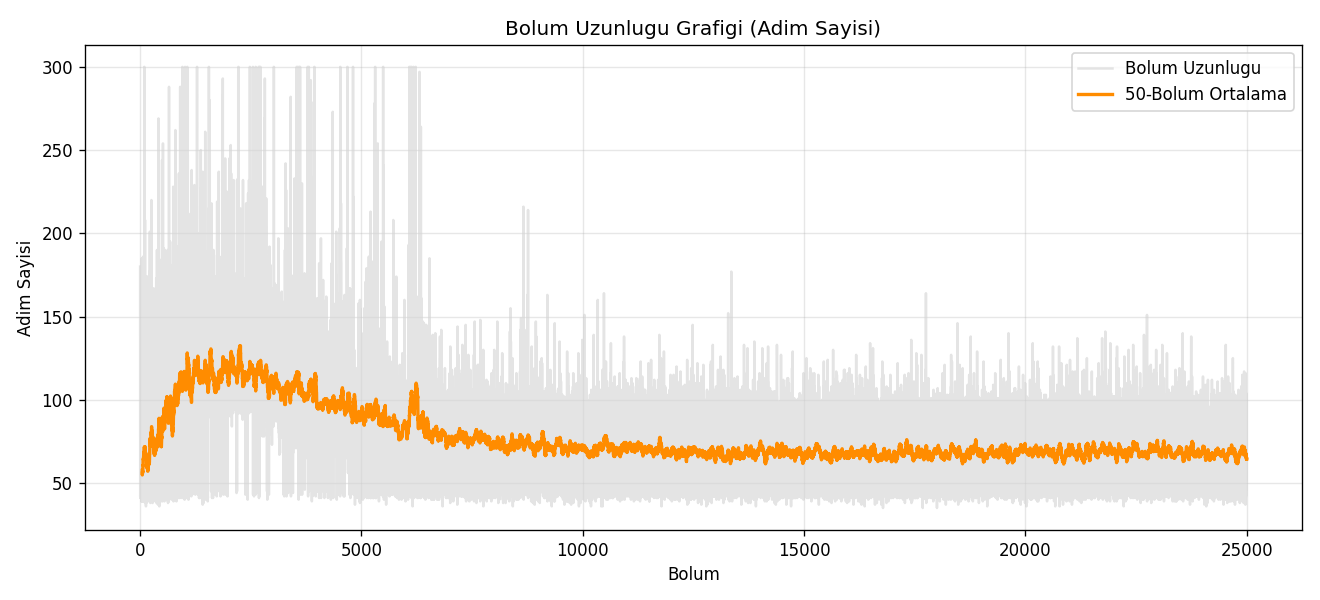 Bolum Uzunlugu Grafigi (Adim Sayisi)
Bolum Uzunlugu
50-Bolum Ortalama
Adim Sayisi
300
250
200
150
100
50
0
5000
10000
15000
20000
25000
Bolum